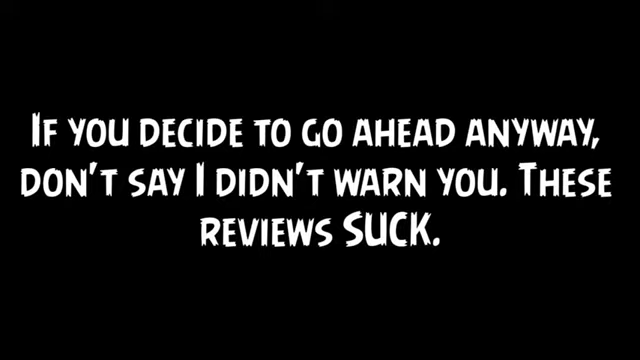 If you decide to go ahead anyway,
don't say I didn't warn you. These
reviews SUCK.